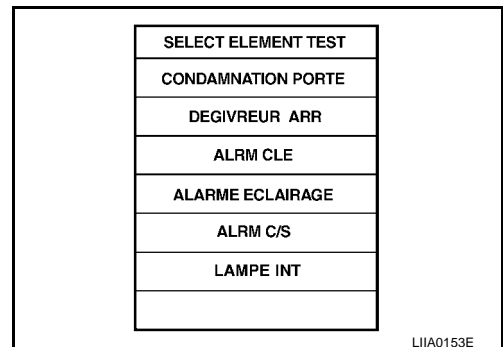 SELECT ELEMENT TEST
CONDAMNATION PORTE
DEGIVREUR ARR
ALRM CLE
ALARME ECLAIRAGE
ALRM C/S
LAMPE INT
LIIA0153E